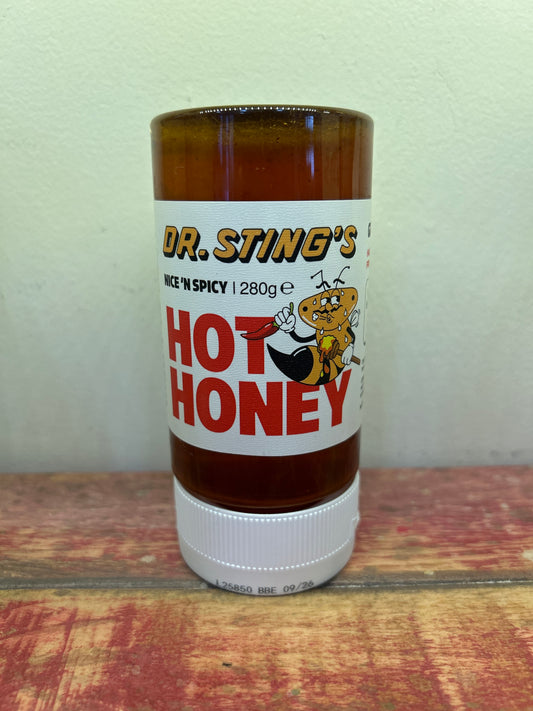 DR. STING'S
NICE 'N SPICY | 280g e
HOT
HONEY
L25850 BBE 09/26